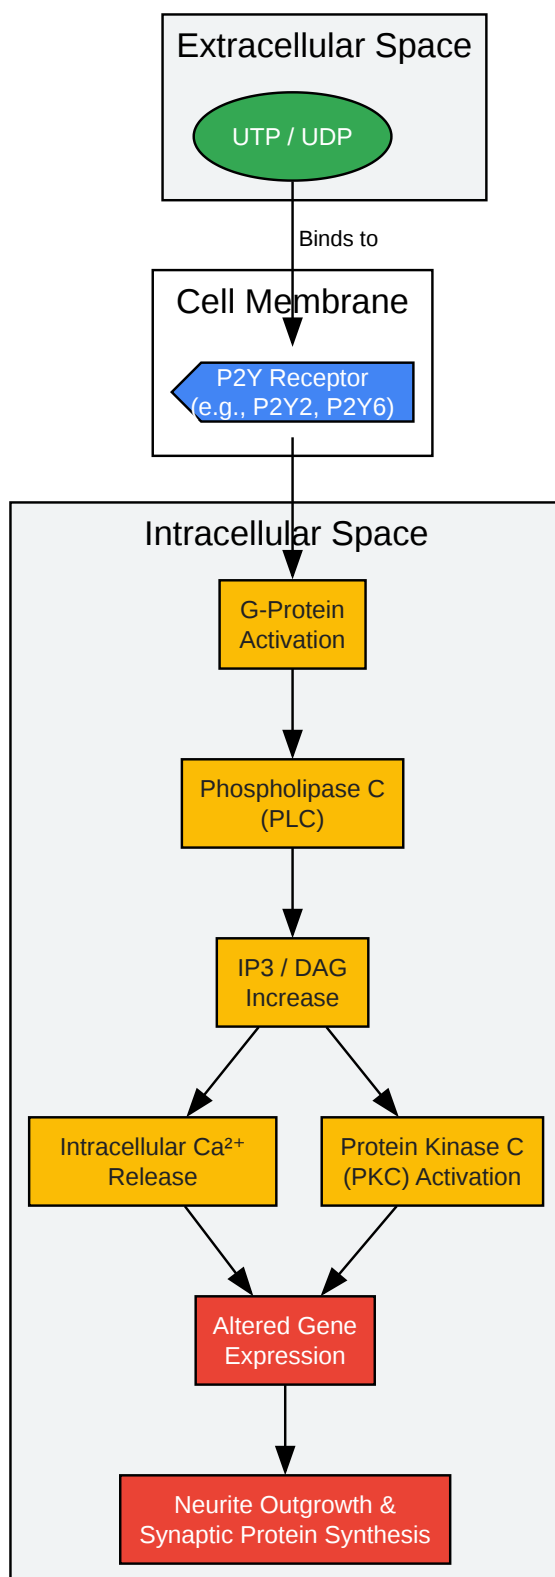 Extracellular Space
UTP / UDP
Binds to
Cell Membrane
P2Y Receptor
(e.g., P2Y2, P2Y6)
Intracellular Space
G-Protein
Activation
Phospholipase C
(PLC)
IP3 / DAG
Increase
Intracellular Ca²⁺
Release
Protein Kinase C
(PKC) Activation
Altered Gene
Expression
Neurite Outgrowth &
Synaptic Protein Synthesis